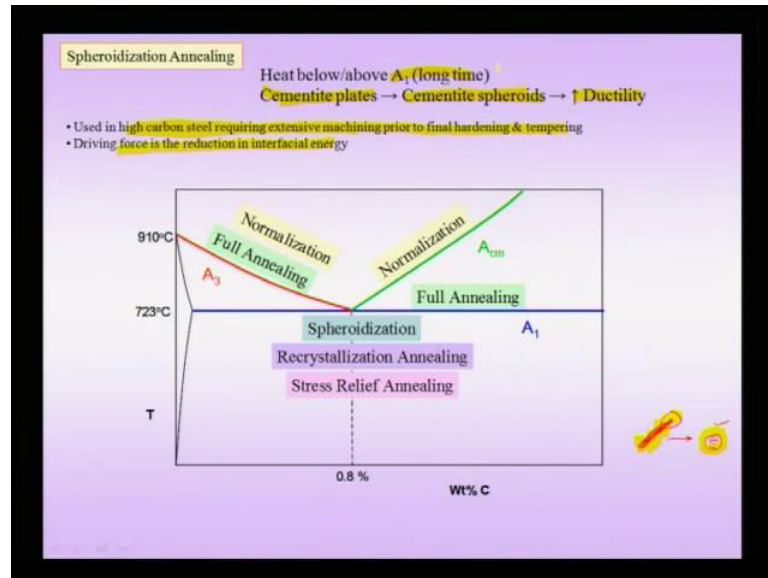 Spheroidization Annealing
Heat below/above A₁ (long time)
Cementite plates → Cementite spheroids → ↑ Ductility
• Used in high carbon steel requiring extensive machining prior to final hardening & tempering
• Driving force is the reduction in interfacial energy
910°C
Normalization
Full Annealing
Normalization
A₃
Acm
723°C
Full Annealing
Spheroidization
A₁
Recrystallization Annealing
Stress Relief Annealing
T
0.8 %
Wt% C